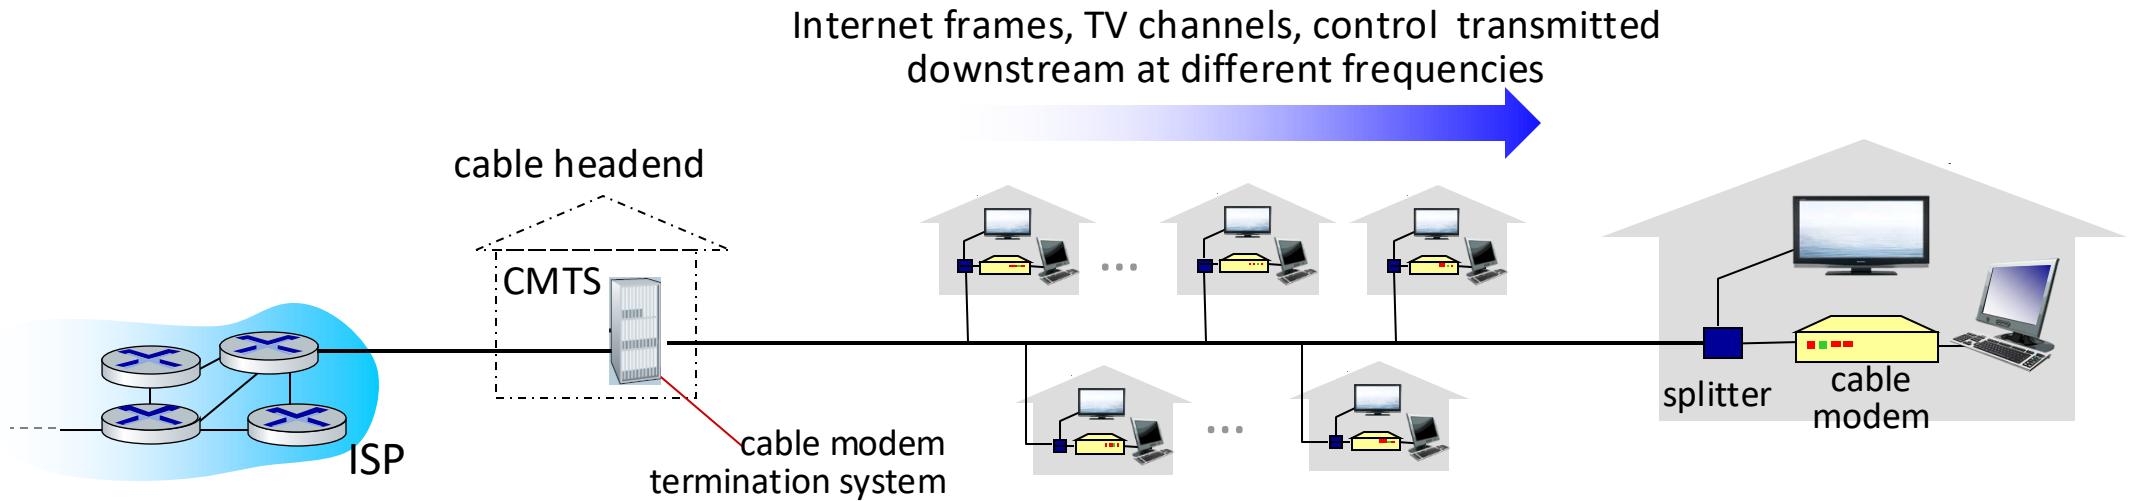 Internet frames, TV channels, control transmitted
downstream at different frequencies
cable headend
CMTS
ISP
cable modem
termination system
splitter
cable
modem